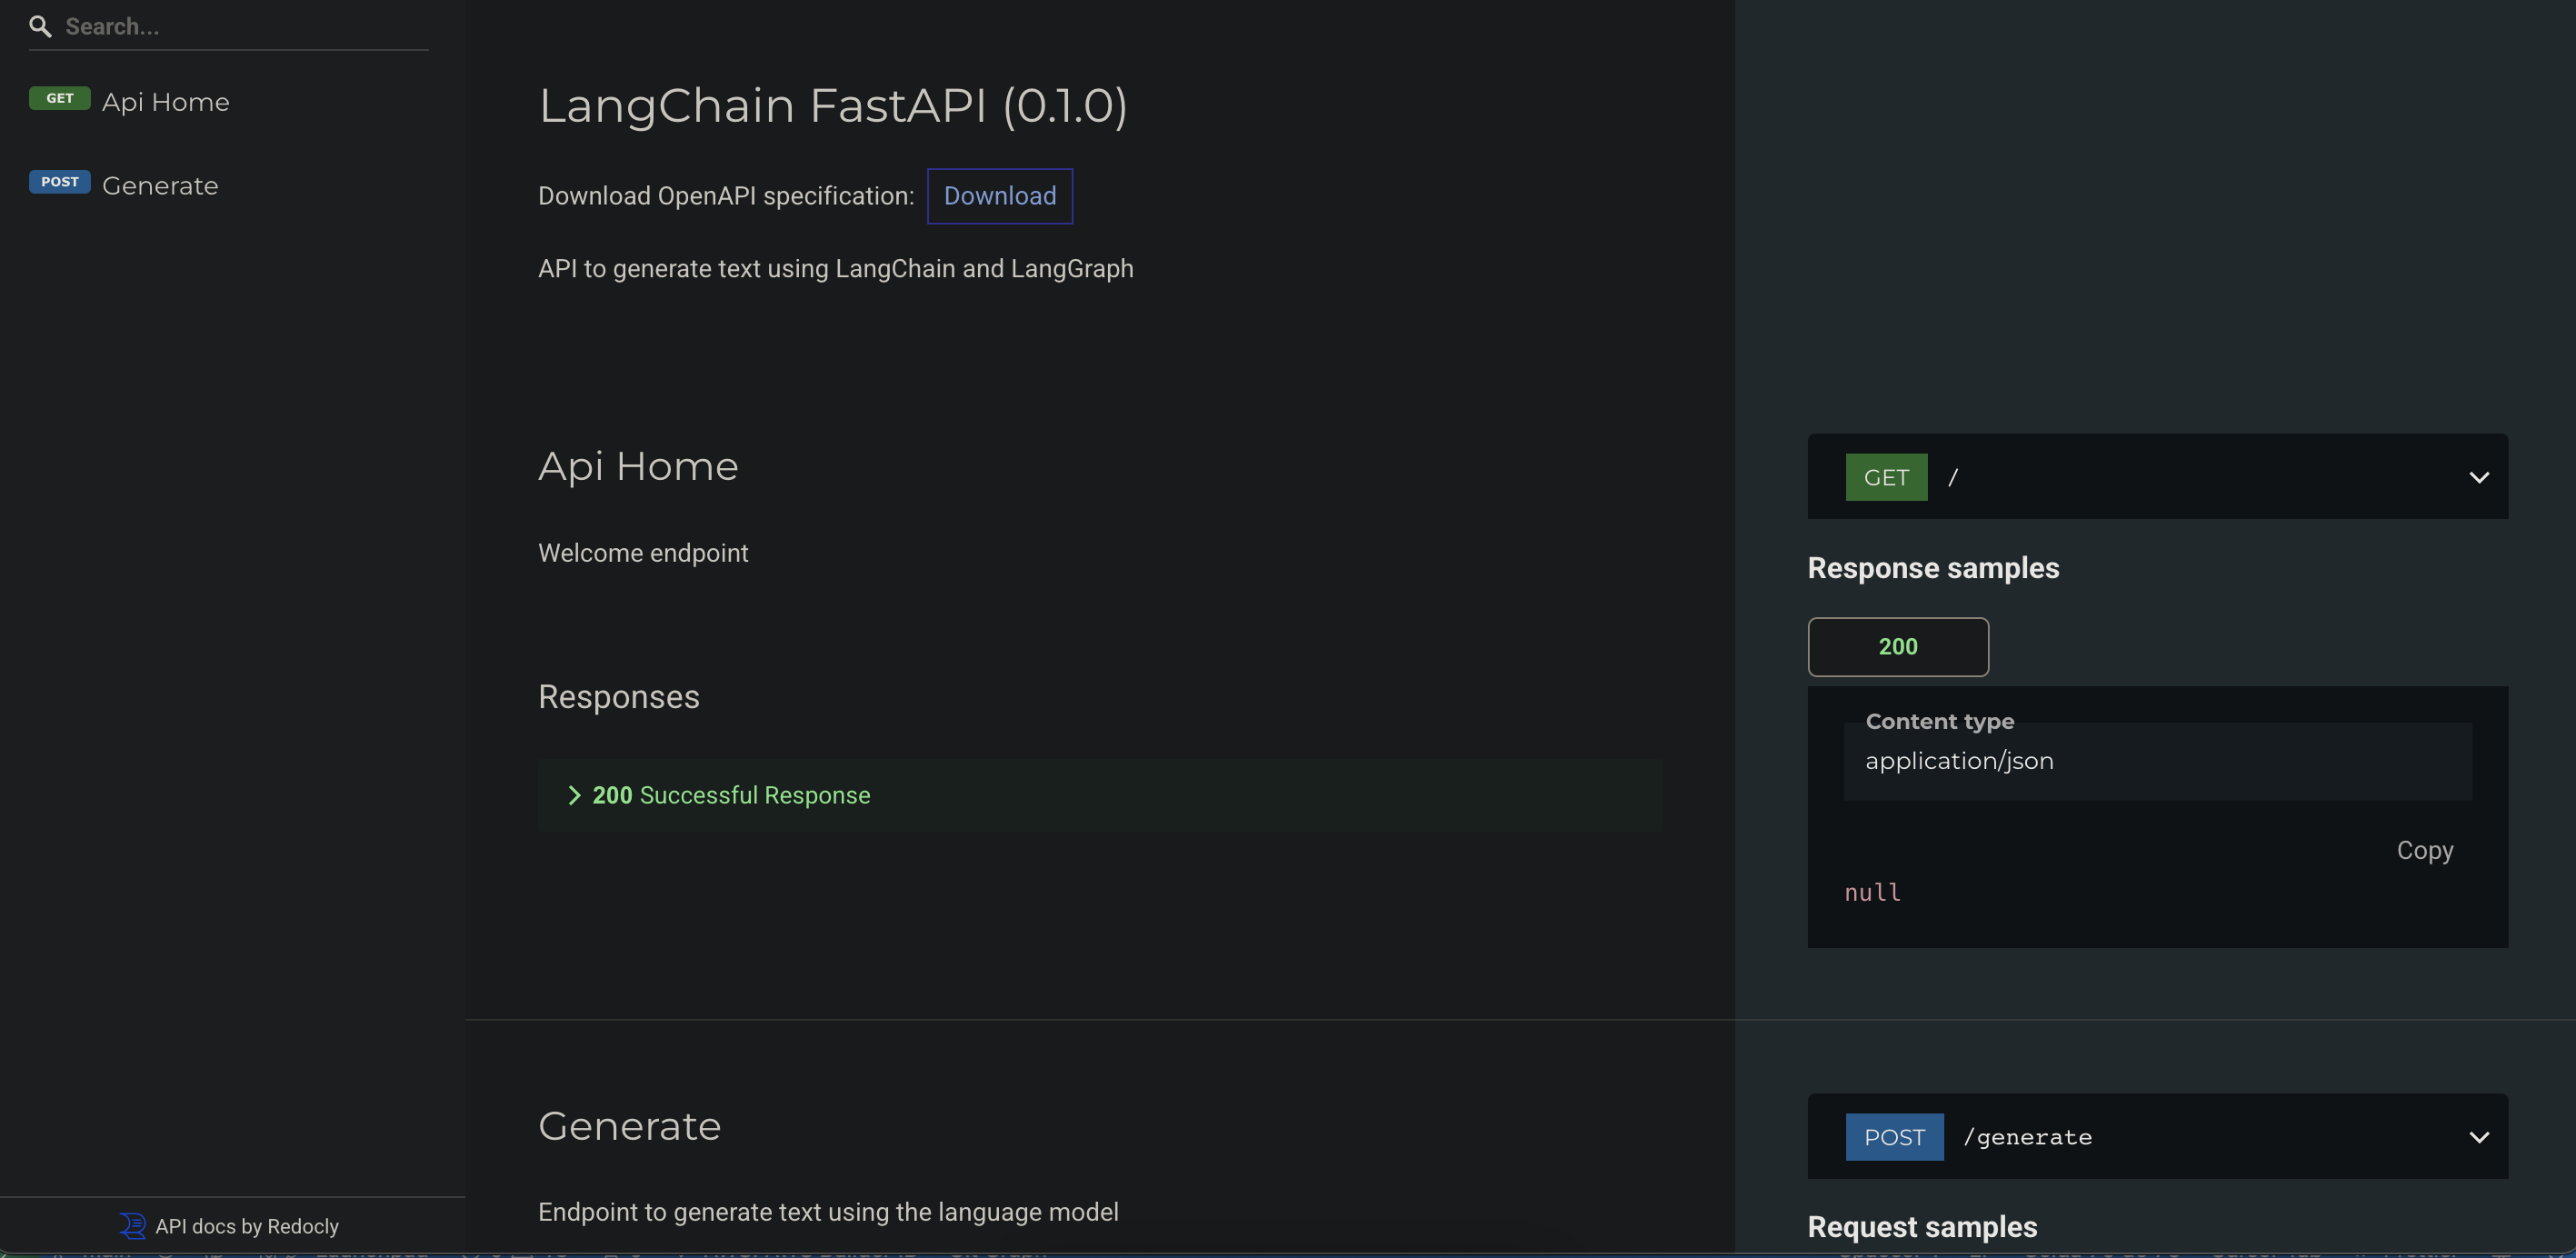 Search...
GET Api Home
POST Generate
API docs by Redocly
LangChain FastAPI (0.1.0)
Download OpenAPI specification: Download
API to generate text using LangChain and LangGraph
Api Home
Welcome endpoint
Responses
200 Successful Response
GET /
Response samples
200
Content type
application/json
Copy
null
Generate
Endpoint to generate text using the language model
POST /generate
Request samples